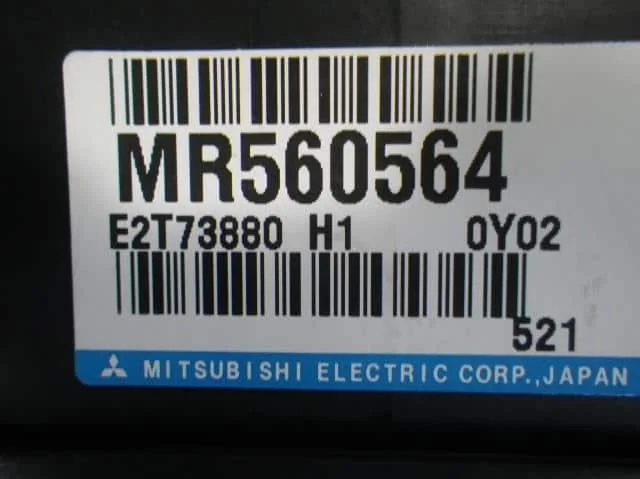 MR560564
E2T73880 H1 0Y02
521
MITSUBISHI ELECTRIC CORP.,JAPAN